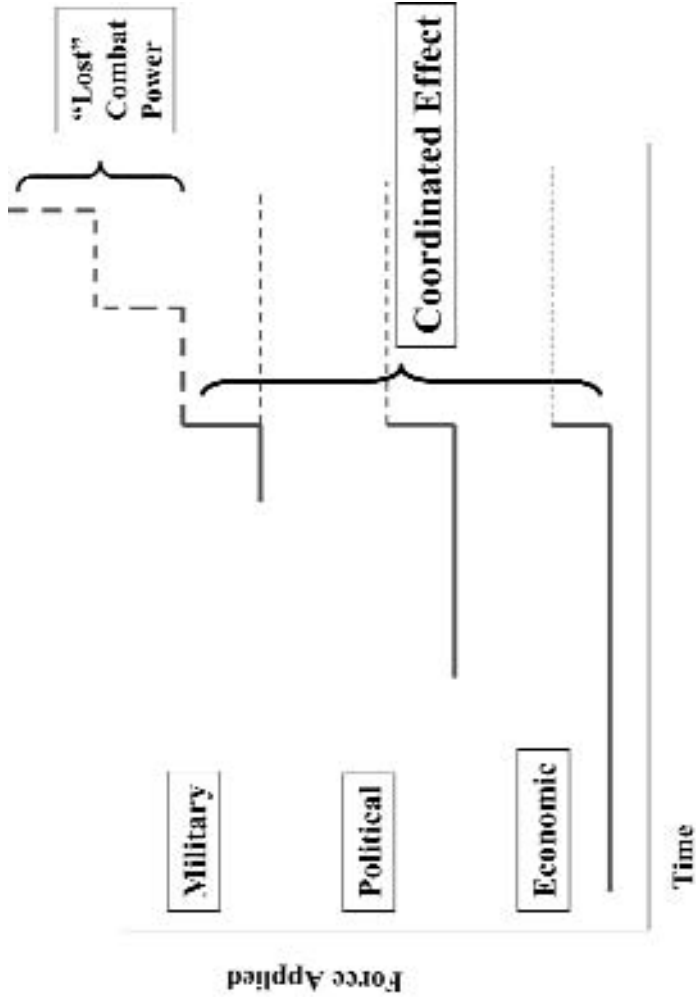 “Lost”
Combat
Power
Military
Political
Economic
Coordinated Effect
Force Applied
Time